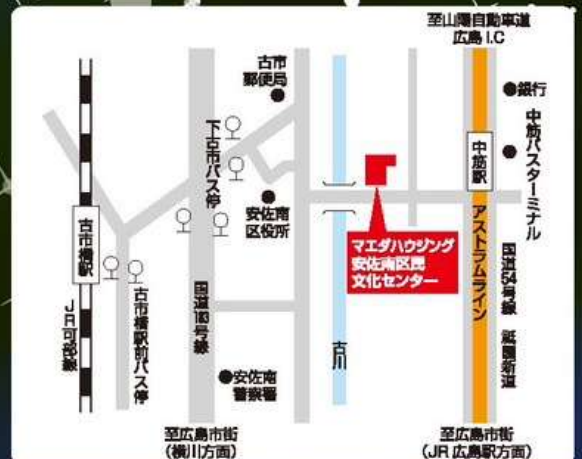 至山陽自動車道
広島 I.C
古市
郵便局
●銀行
下古市バス停
中筋駅
中筋バスターミナル
安佐南
区役所
マエダハウジング
安佐南区民
文化センター
古市橋駅
アストラムライン
国道54号線 祇園新道
JR可部線
古市橋駅前バス停
国道183号線
古川
安佐南
警察署
至広島市街
(横川方面)
至広島市街
(JR広島駅方面)